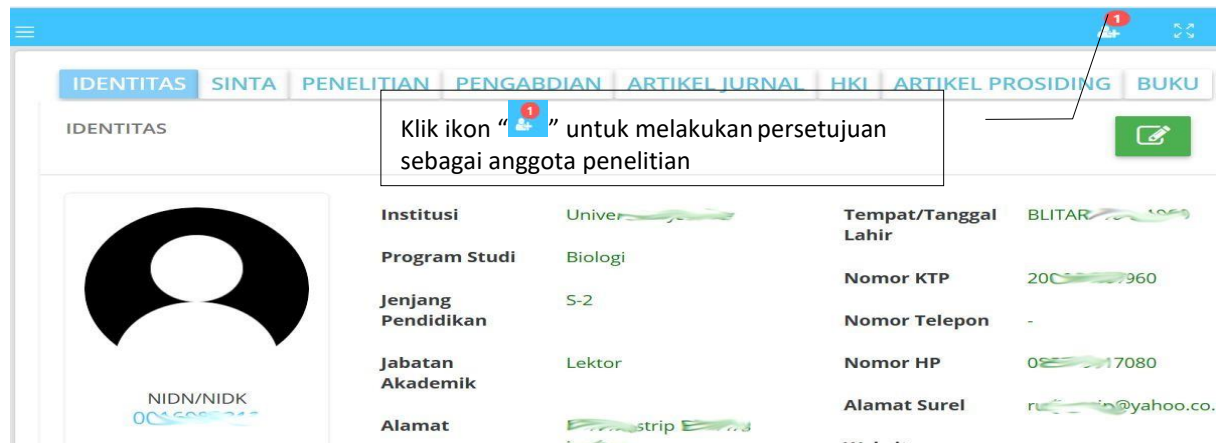 1
IDENTITAS SINTA PENELITIAN PENGABDIAN ARTIKEL JURNAL HKI ARTIKEL PROSIDING BUKU
IDENTITAS
Klik ikon “ 1 ” untuk melakukan persetujuan
sebagai anggota penelitian
Institusi
Program Studi Biologi
Jenjang Pendidikan S-2
Jabatan Akademik Lektor
Alamat
NIDN/NIDK
Tempat/Tanggal Lahir BLITAR
Nomor KTP
Nomor Telepon -
Nomor HP
Alamat Surel